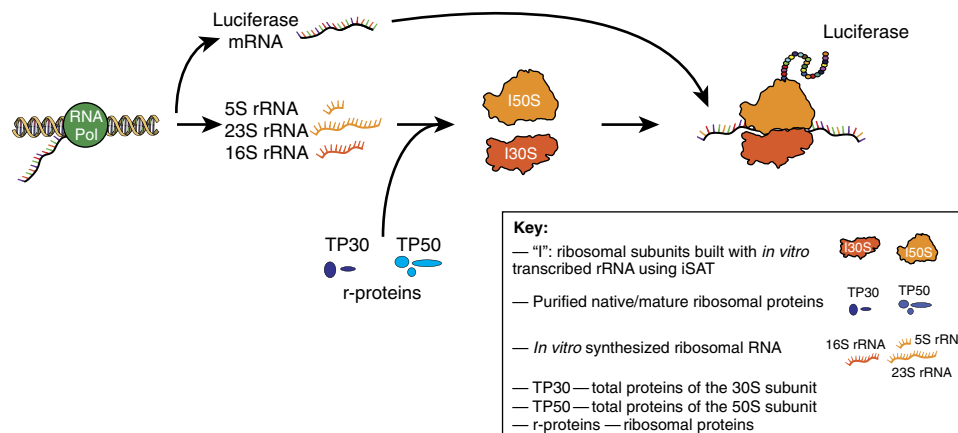 Luciferase
mRNA
Luciferase
RNA
Pol
5S rRNA
23S rRNA
16S rRNA
I50S
I30S
TP30 TP50
r-proteins
Key:
— “I”: ribosomal subunits built with in vitro
transcribed rRNA using iSAT
I30S I50S
— Purified native/mature ribosomal proteins
TP30 TP50
— In vitro synthesized ribosomal RNA
16S rRNA 5S rRN
23S rRNA
— TP30 — total proteins of the 30S subunit
— TP50 — total proteins of the 50S subunit
— r-proteins — ribosomal proteins